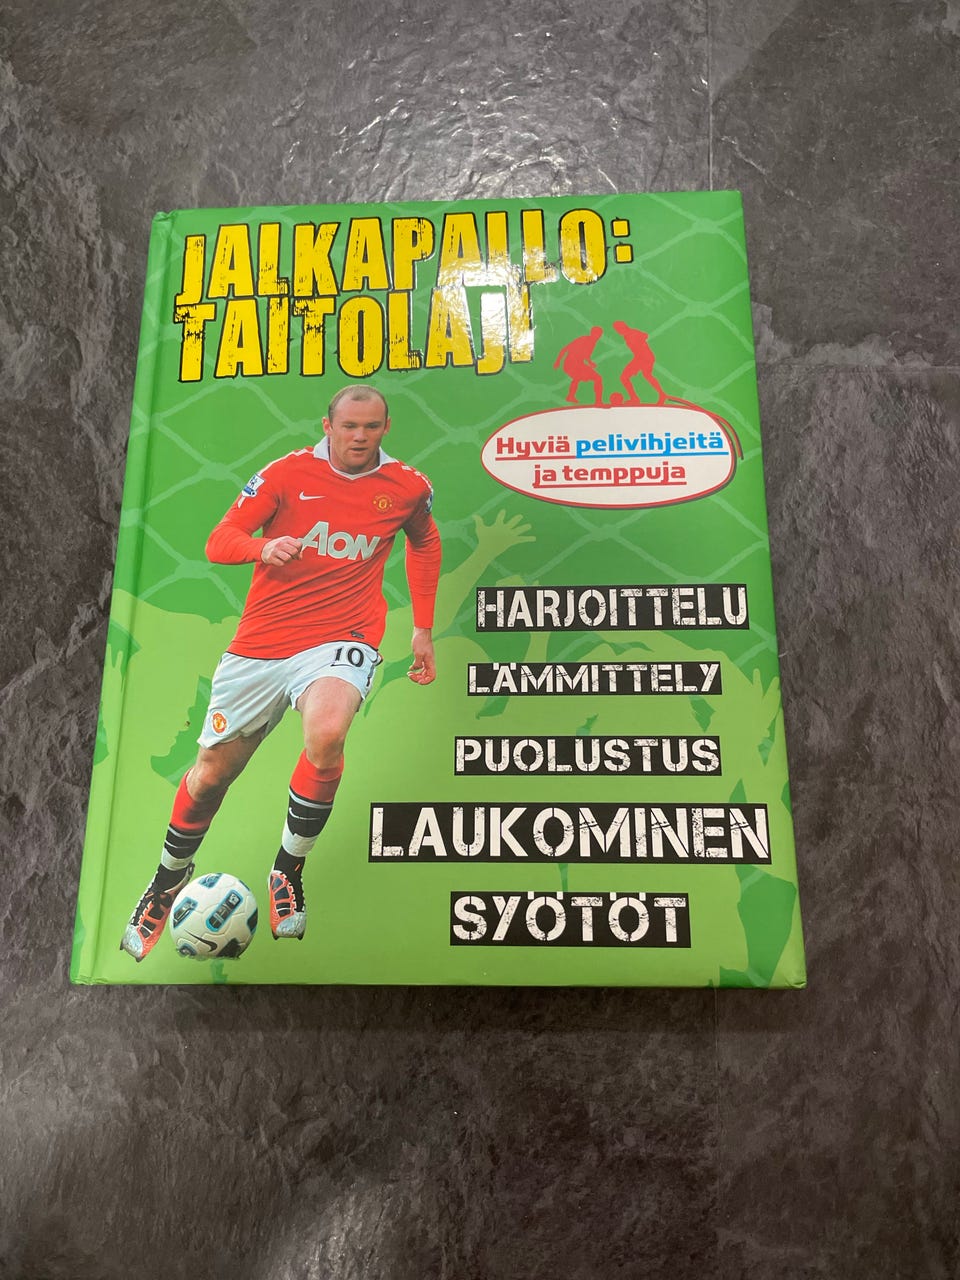 JALKAPALLO:
TAITOLAJI
Hyviä pelivihjeitä
ja temppuja
AON
10
HARJOITTELU
LÄMMITTELY
PUOLUSTUS
LAUKOMINEN
SYÖTÖT